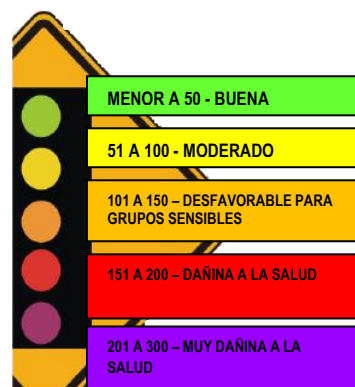 MENOR A 50 - BUENA
51 A 100 - MODERADO
101 A 150 – DESFAVORABLE PARA
GRUPOS SENSIBLES
151 A 200 – DAÑINA A LA SALUD
201 A 300 – MUY DAÑINA A LA
SALUD